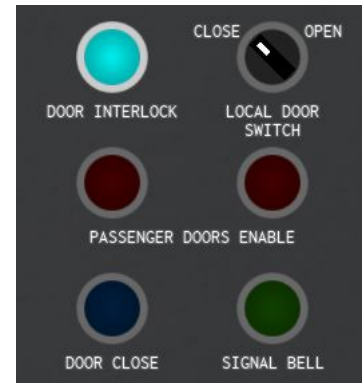 CLOSE OPEN
DOOR INTERLOCK
LOCAL DOOR
SWITCH
PASSENGER DOORS ENABLE
DOOR CLOSE
SIGNAL BELL